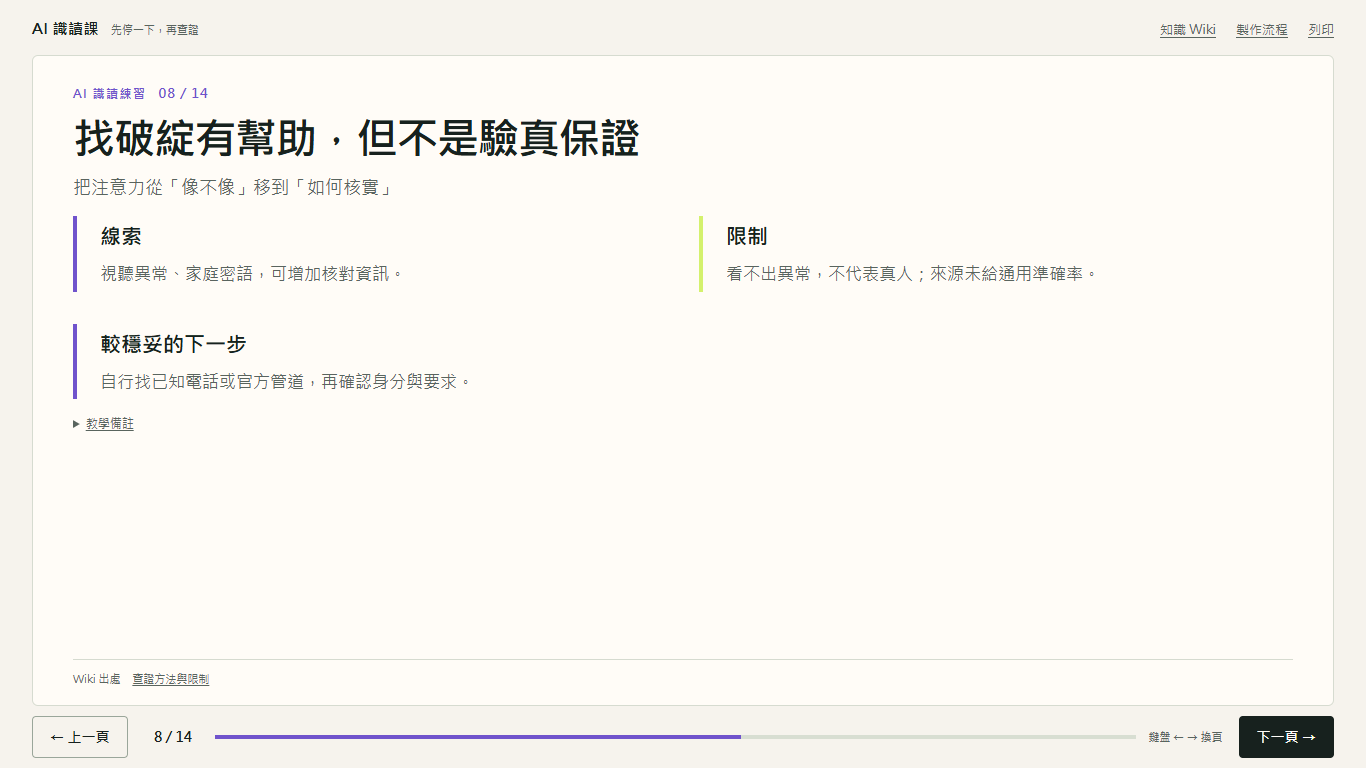 AI 識讀課 先停一下，再查證
知識 Wiki 製作流程 列印
AI 識讀練習 08 / 14
找破綻有幫助，但不是驗真保證
把注意力從「像不像」移到「如何核實」
線索
視聽異常、家庭密語，可增加核對資訊。
限制
看不出異常，不代表真人；來源未給通用準確率。
較穩妥的下一步
自行找已知電話或官方管道，再確認身分與要求。
▶ 教學備註
Wiki 出處 查證方法與限制
← 上一頁 8 / 14 鍵盤 ← → 換頁 下一頁 →